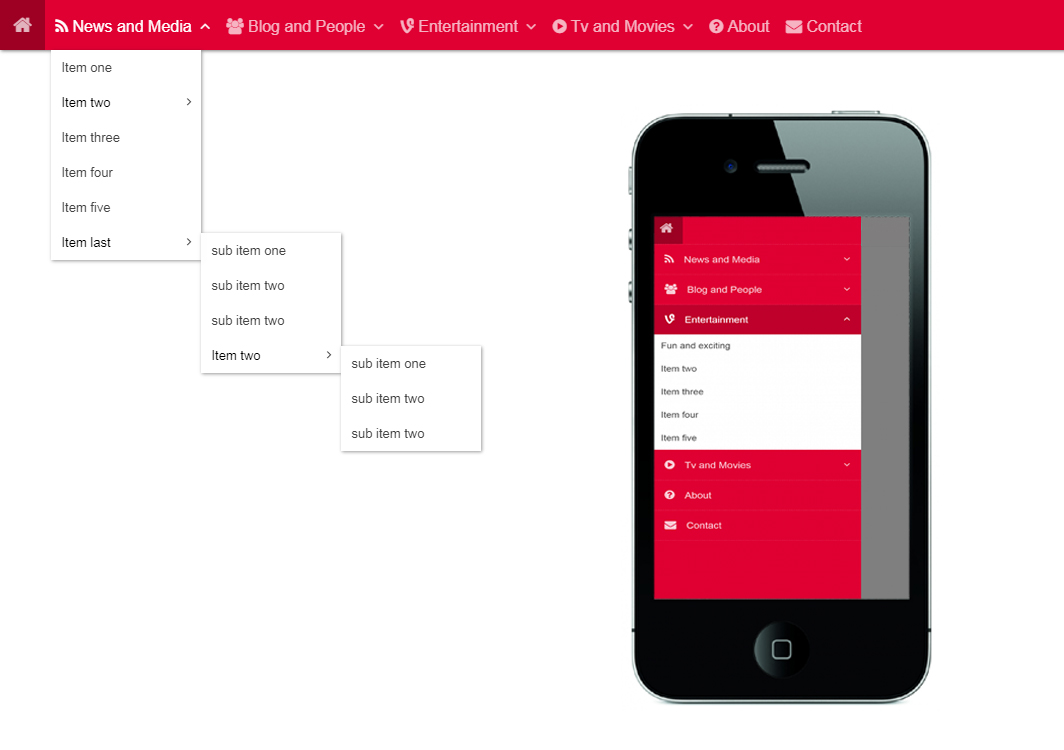 News and Media Blog and People Entertainment Tv and Movies About Contact
Item one
Item two
Item three
Item four
Item five
Item last
sub item one
sub item two
sub item two
Item two
sub item one
sub item two
sub item two
News and Media
Blog and People
Entertainment
Fun and exciting
Item two
Item three
Item four
Item five
Tv and Movies
About
Contact